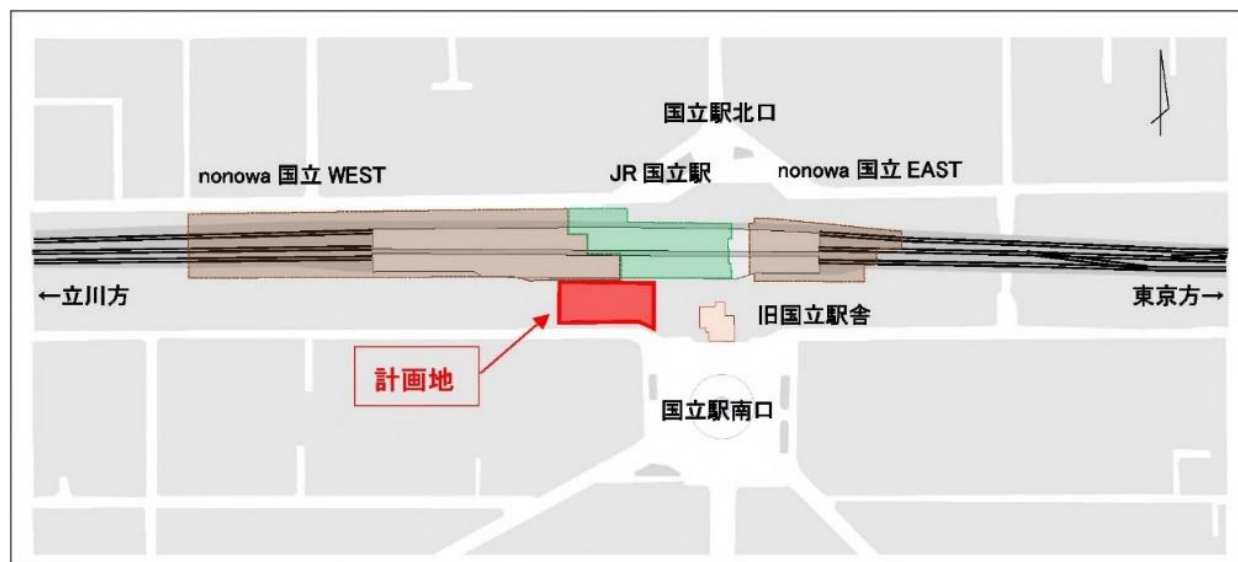 国立駅北口
nonowa 国立 WEST
JR 国立駅
nonowa 国立 EAST
←立川方
東京方→
旧国立駅舎
計画地
国立駅南口